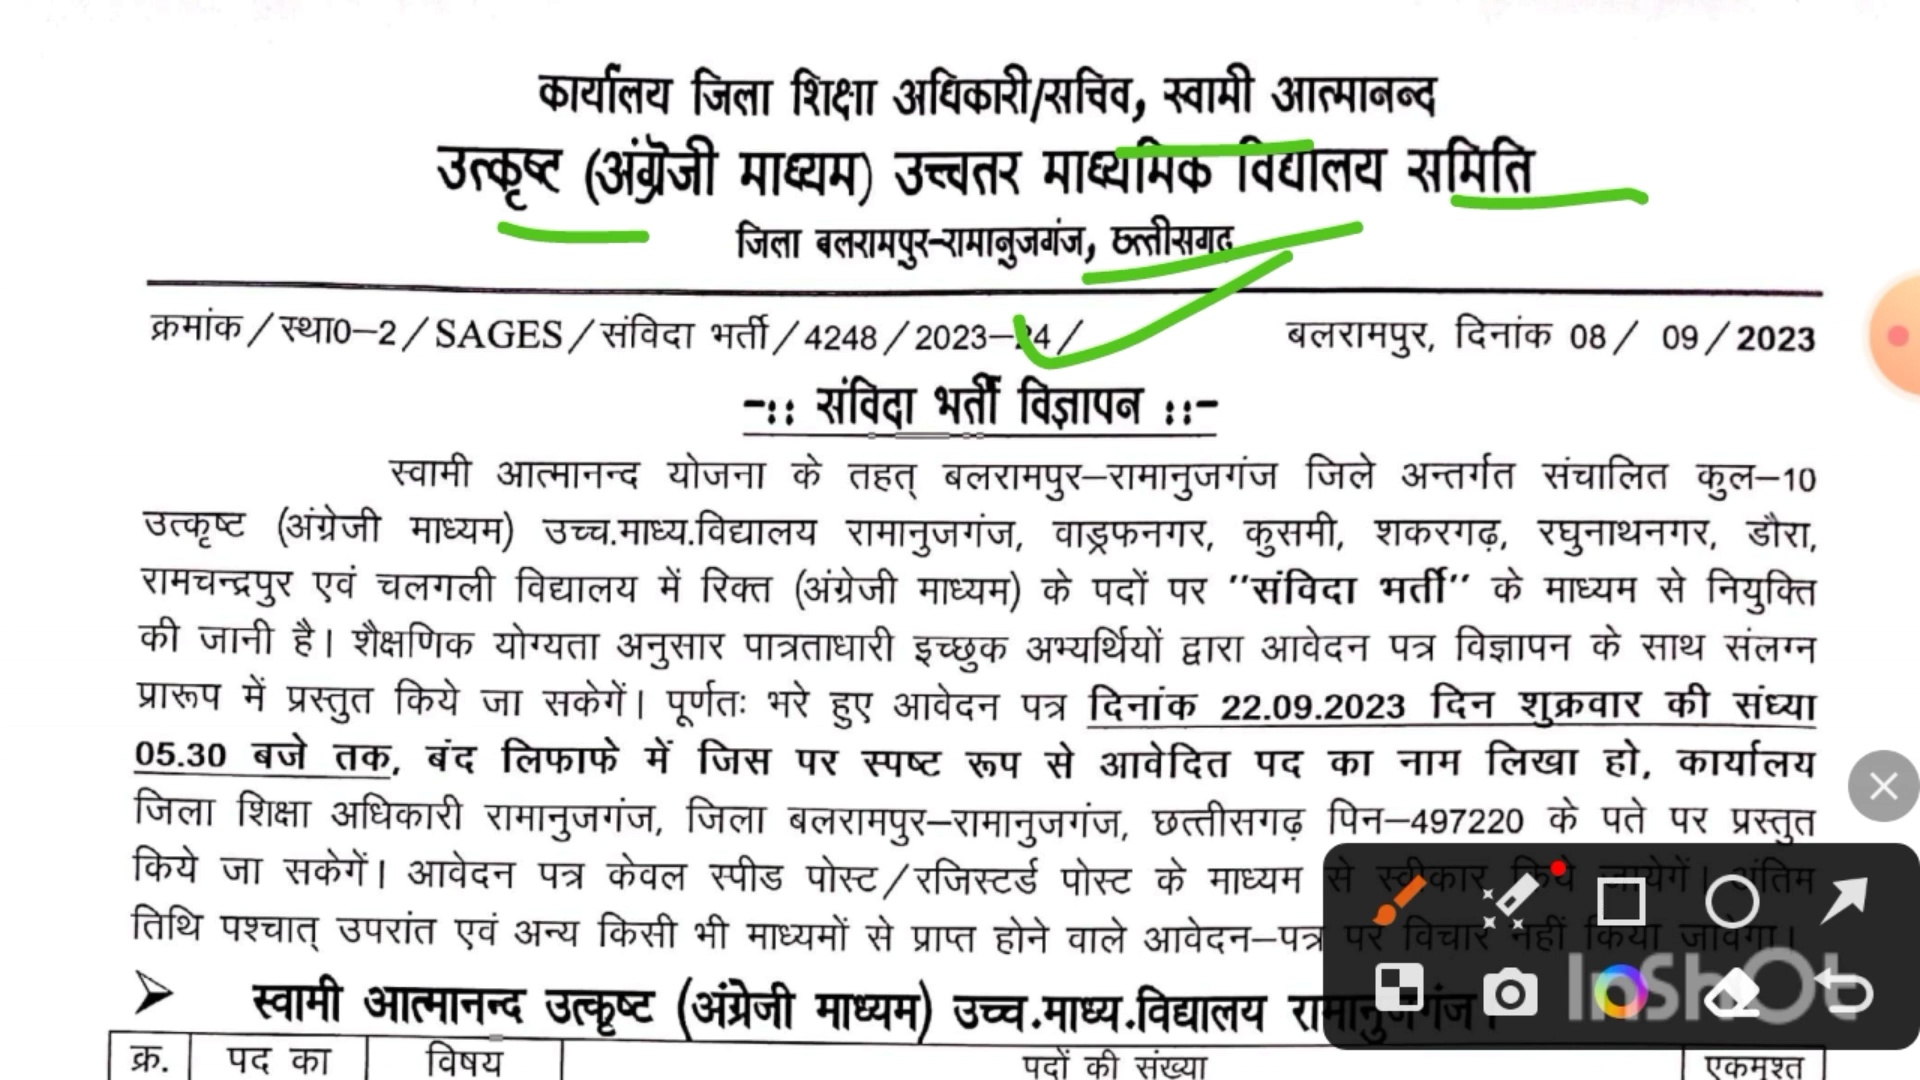 कार्यालय जिला शिक्षा अधिकारी/सचिव, स्वामी आत्मानन्द
उत्कृष्ट (अंग्रेजी माध्यम) उच्चतर माध्यमिक विद्यालय समिति
जिला बलरामपुर–रामानुजगंज, छत्तीसगढ़
क्रमांक/स्था0–2/SAGES/संविदा भर्ती/4248/2023–24/ बलरामपुर, दिनांक 08/ 09/2023
-:: संविदा भर्ती विज्ञापन ::-
स्वामी आत्मानन्द योजना के तहत् बलरामपुर–रामानुजगंज जिले अन्तर्गत संचालित कुल–10
उत्कृष्ट (अंग्रेजी माध्यम) उच्च.माध्य.विद्यालय रामानुजगंज, वाड्रफनगर, कुसमी, शकरगढ़, रघुनाथनगर, डौरा,
रामचन्द्रपुर एवं चलगली विद्यालय में रिक्त (अंग्रेजी माध्यम) के पदों पर "संविदा भर्ती" के माध्यम से नियुक्ति
की जानी है। शैक्षणिक योग्यता अनुसार पात्रताधारी इच्छुक अभ्यर्थियों द्वारा आवेदन पत्र विज्ञापन के साथ संलग्न
प्रारूप में प्रस्तुत किये जा सकेगें। पूर्णतः भरे हुए आवेदन पत्र दिनांक 22.09.2023 दिन शुक्रवार की संध्या
05.30 बजे तक, बंद लिफाफे में जिस पर स्पष्ट रूप से आवेदित पद का नाम लिखा हो, कार्यालय
जिला शिक्षा अधिकारी रामानुजगंज, जिला बलरामपुर–रामानुजगंज, छत्तीसगढ़ पिन–497220 के पते पर प्रस्तुत
किये जा सकेगें। आवेदन पत्र केवल स्पीड पोस्ट/रजिस्टर्ड पोस्ट के माध्यम से स्वीकार किये जायेगें। अंतिम
तिथि पश्चात् उपरांत एवं अन्य किसी भी माध्यमों से प्राप्त होने वाले आवेदन–पत्र पर विचार नहीं किया जावेगा।
➤ स्वामी आत्मानन्द उत्कृष्ट (अंग्रेजी माध्यम) उच्च.माध्य.विद्यालय रामानुजगंज।
क्र. पद का विषय पदों की संख्या एकमुश्त
InShOt